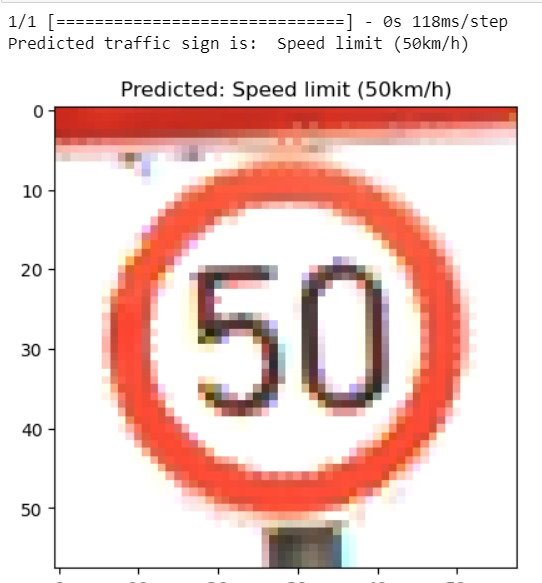 1/1 [==============================] - 0s 118ms/step
Predicted traffic sign is:  Speed limit (50km/h)
Predicted: Speed limit (50km/h)
0
10
20
30
40
50
50